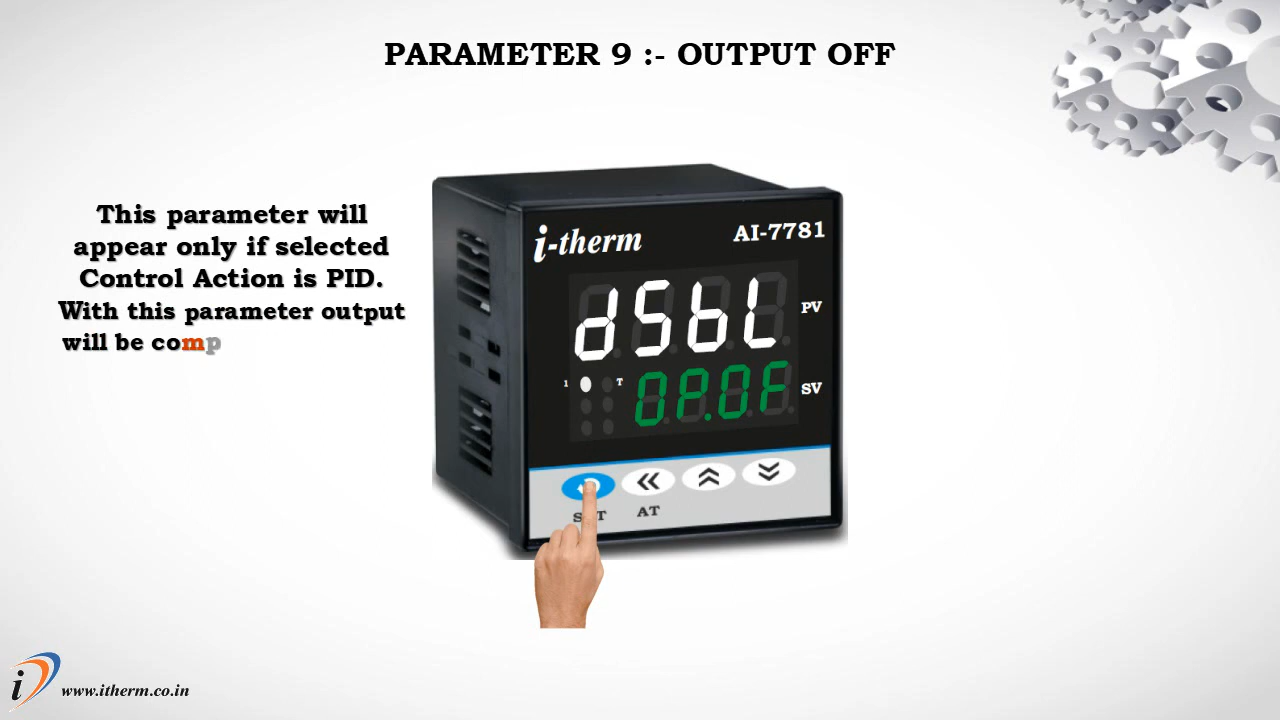 PARAMETER 9 :- OUTPUT OFF
This parameter will
appear only if selected
Control Action is PID.
With this parameter output
will be comp
i-therm
AI-7781
dSbL
PV
1
T
OP.OF
SV
SET
AT
i
www.itherm.co.in